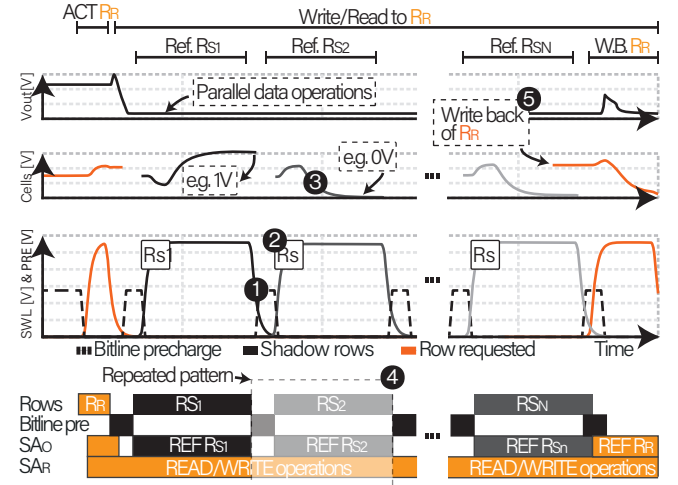 ACT RR
Write/Read to RR
Ref. RS1
Ref. RS2
Ref. RSN
W.B. RR
Vout[V]
Parallel data operations
5
Write back
of RR
Cells [V]
e.g. 1V
3
e.g. 0V
SWL [V] & PRE [V]
Rs1
2
Rs
Rs
1
Bitline precharge
Shadow rows
Row requested
Time
Repeated pattern
4
Rows
RR
RS1
RS2
RSN
Bitline pre
SAO
REF RS1
REF RS2
REF RSn
REF RR
SAR
READ/WRITE operations
READ/WRITE operations